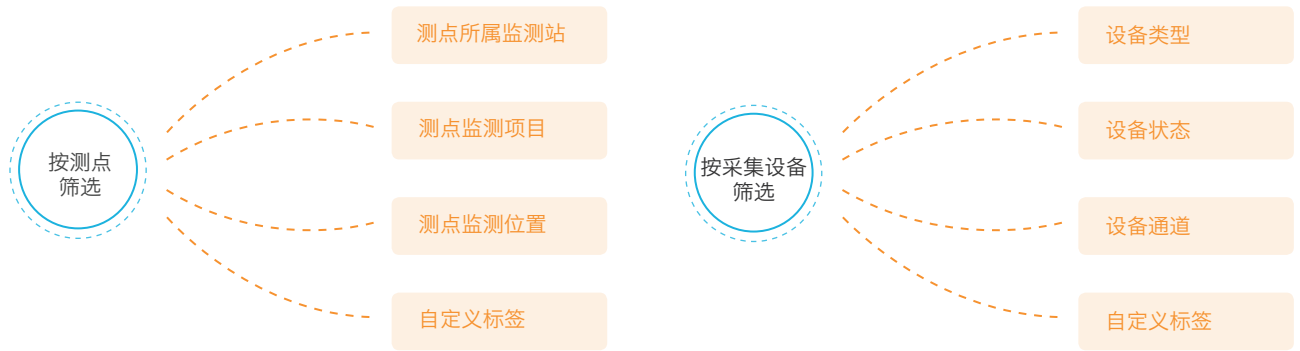 按测点
筛选
测点所属监测站
测点监测项目
测点监测位置
自定义标签
按采集设备
筛选
设备类型
设备状态
设备通道
自定义标签